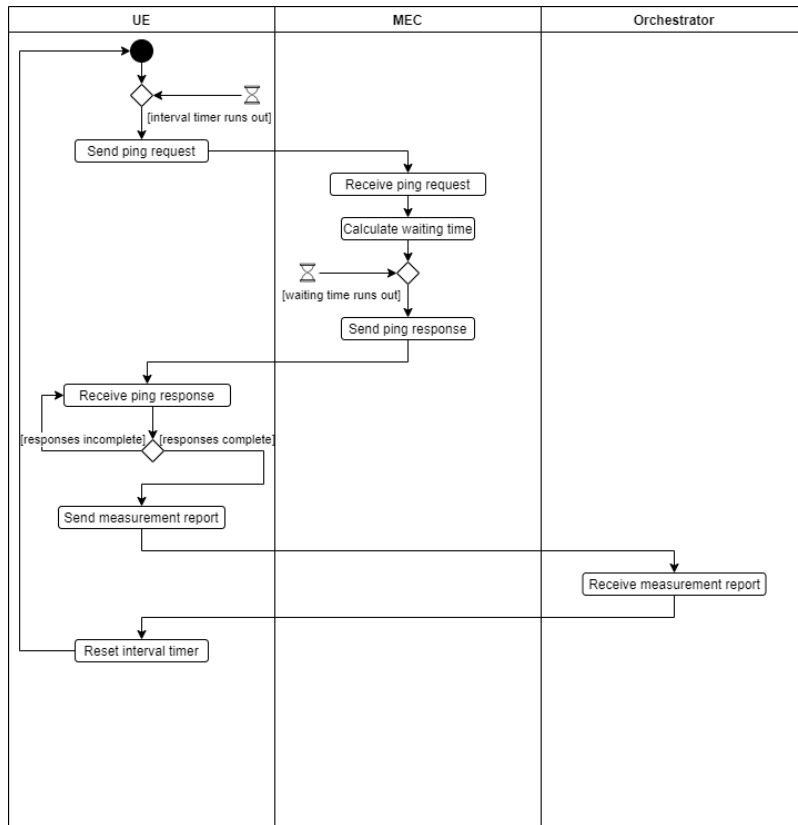 UE
MEC
Orchestrator
[interval timer runs out]
Send ping request
Receive ping request
Calculate waiting time
[waiting time runs out]
Send ping response
Receive ping response
[responses incomplete]
[responses complete]
Send measurement report
Receive measurement report
Reset interval timer